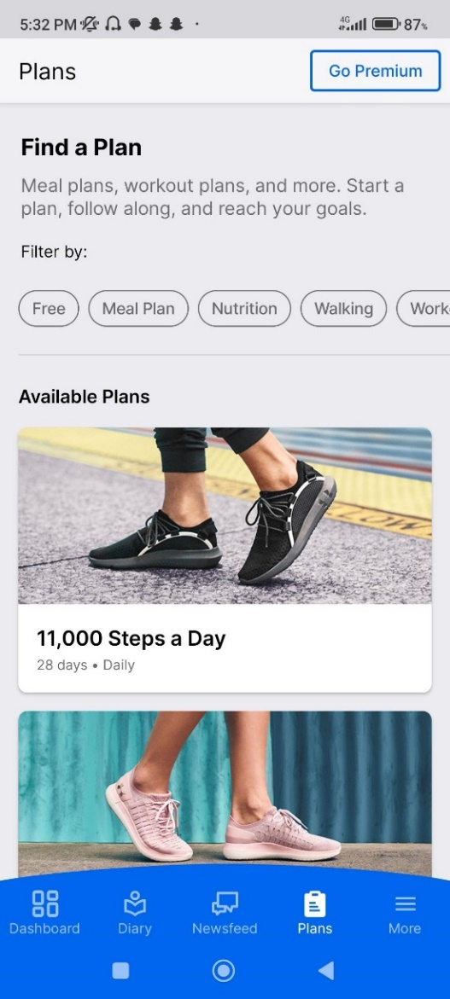 5:32 PM
4G
87%
Plans
Go Premium
Find a Plan
Meal plans, workout plans, and more. Start a
plan, follow along, and reach your goals.
Filter by:
Free
Meal Plan
Nutrition
Walking
Work
Available Plans
11,000 Steps a Day
28 days • Daily
Dashboard
Diary
Newsfeed
Plans
More